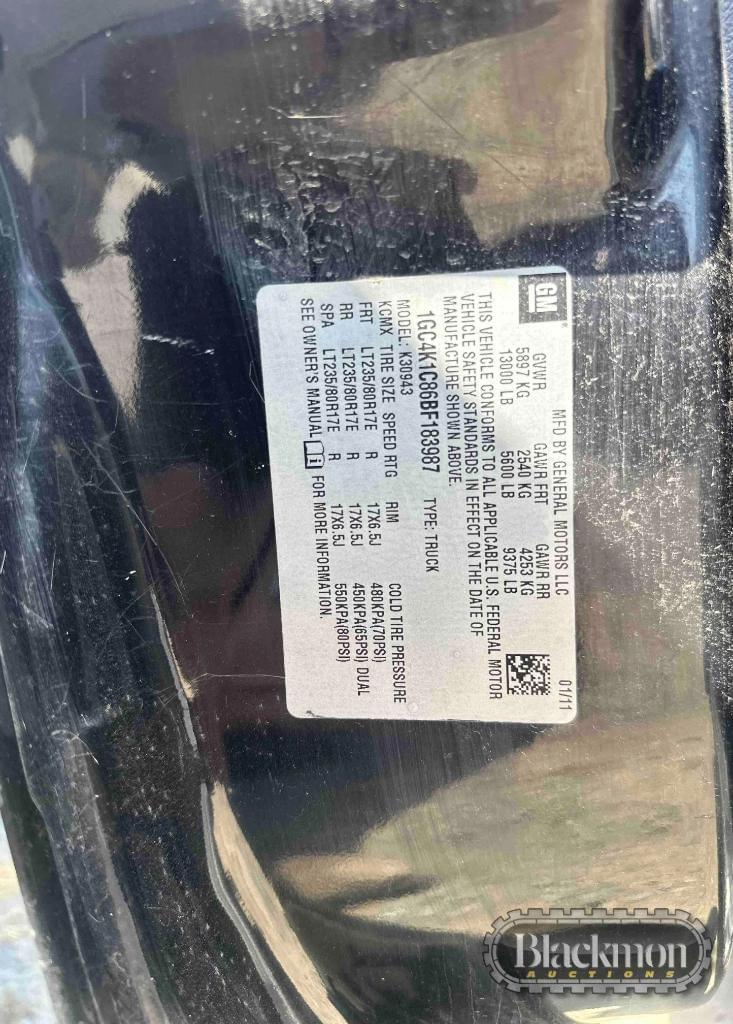 GM
MFD BY GENERAL MOTORS LLC
01/11
GVWR GAWR FRT GAWR RR
5897 KG 2540 KG 4253 KG
13000 LB 5600 LB 9375 LB
THIS VEHICLE CONFORMS TO ALL APPLICABLE U.S. FEDERAL MOTOR
VEHICLE SAFETY STANDARDS IN EFFECT ON THE DATE OF
MANUFACTURE SHOWN ABOVE.
1GC4K1C86BF183987 TYPE: TRUCK
MODEL: K30943
KCMX TIRE SIZE SPEED RTG RIM COLD TIRE PRESSURE
FRT LT235/80R17E R 17X6.5J 480KPA(70PSI)
RR LT235/80R17E R 17X6.5J 450KPA(65PSI) DUAL
SPA LT235/80R17E R 17X6.5J 550KPA(80PSI)
SEE OWNER'S MANUAL i FOR MORE INFORMATION.
Blackmon
AUCTIONS